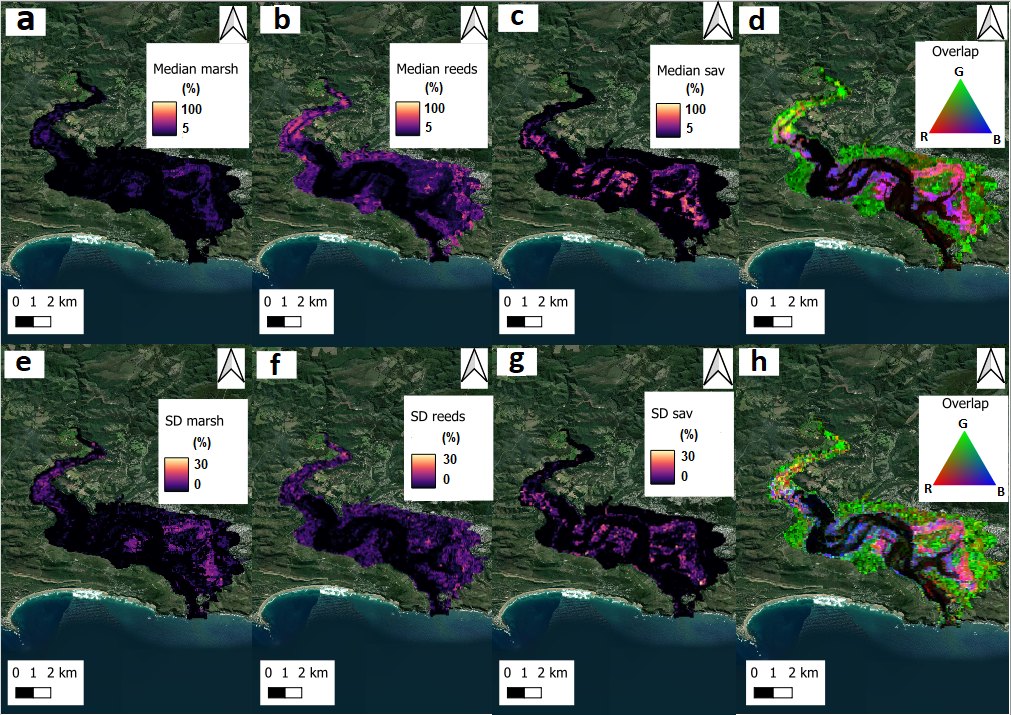 a
Median marsh
(%)
100
5
0 1 2 km
b
Median reeds
(%)
100
5
0 1 2 km
c
Median sav
(%)
100
5
0 1 2 km
d
Overlap
G
R
B
0 1 2 km
e
SD marsh
(%)
30
0
0 1 2 km
f
SD reeds
(%)
30
0
0 1 2 km
g
SD sav
(%)
30
0
0 1 2 km
h
Overlap
G
R
B
0 1 2 km